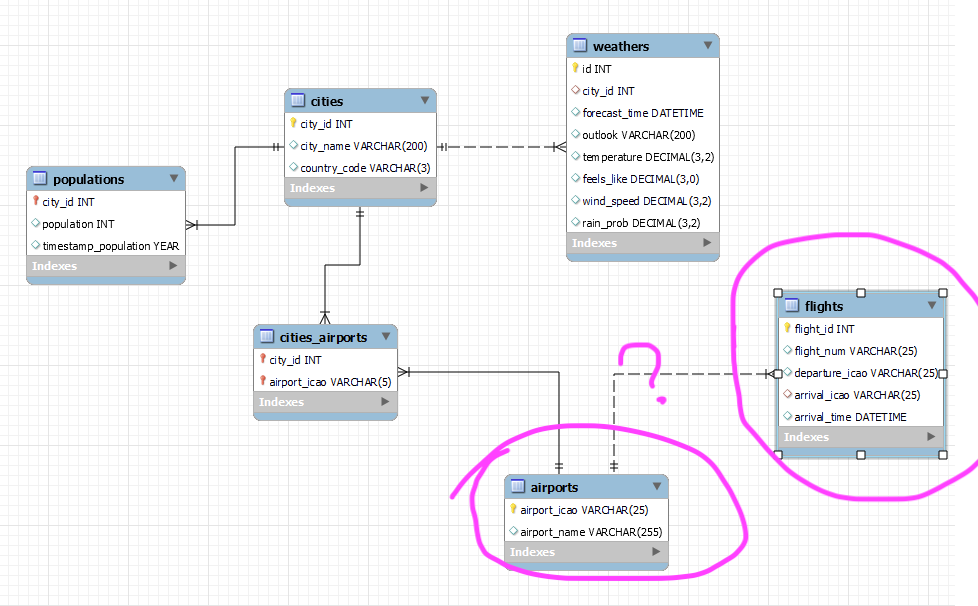 weathers
id INT
city_id INT
forecast_time DATETIME
outlook VARCHAR(200)
temperature DECIMAL(3,2)
feels_like DECIMAL(3,0)
wind_speed DECIMAL(3,2)
rain_prob DECIMAL(3,2)
Indexes
cities
city_id INT
city_name VARCHAR(200)
country_code VARCHAR(3)
Indexes
populations
city_id INT
population INT
timestamp_population YEAR
Indexes
cities_airports
city_id INT
airport_icao VARCHAR(5)
Indexes
?
flights
flight_id INT
flight_num VARCHAR(25)
departure_icao VARCHAR(25)
arrival_icao VARCHAR(25)
arrival_time DATETIME
Indexes
airports
airport_icao VARCHAR(25)
airport_name VARCHAR(255)
Indexes